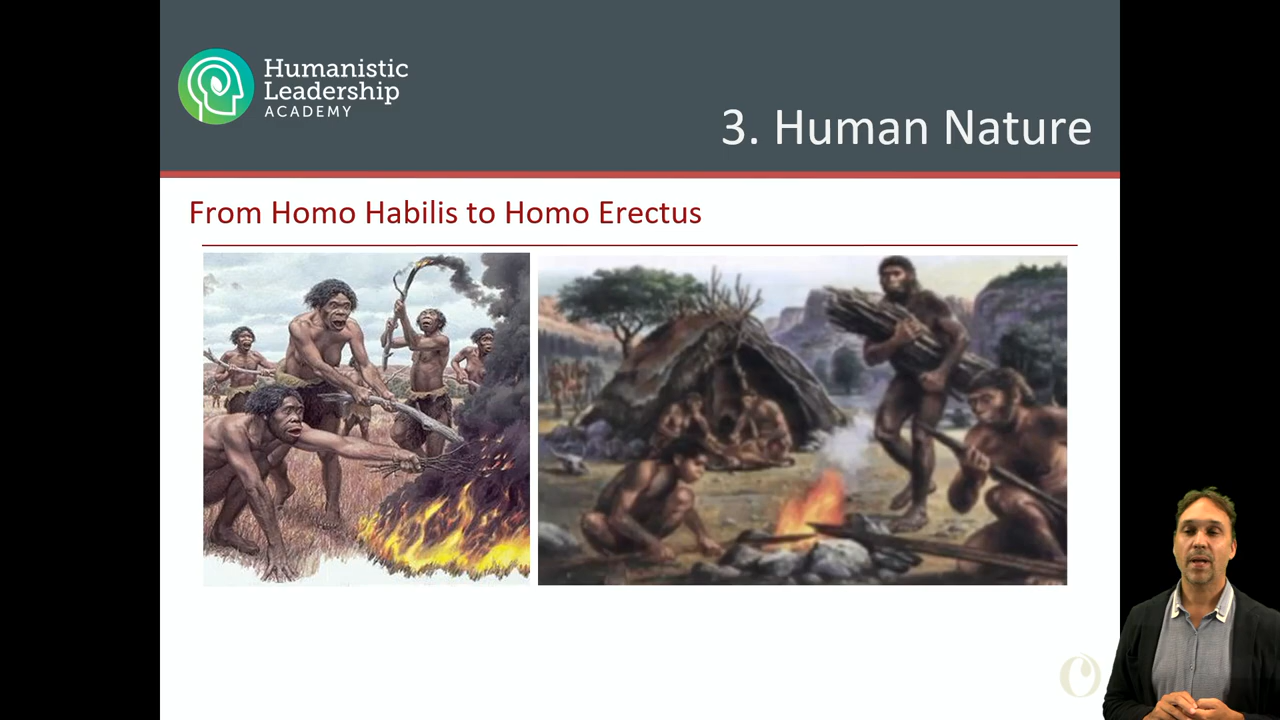 Humanistic
Leadership
ACADEMY
3. Human Nature
From Homo Habilis to Homo Erectus